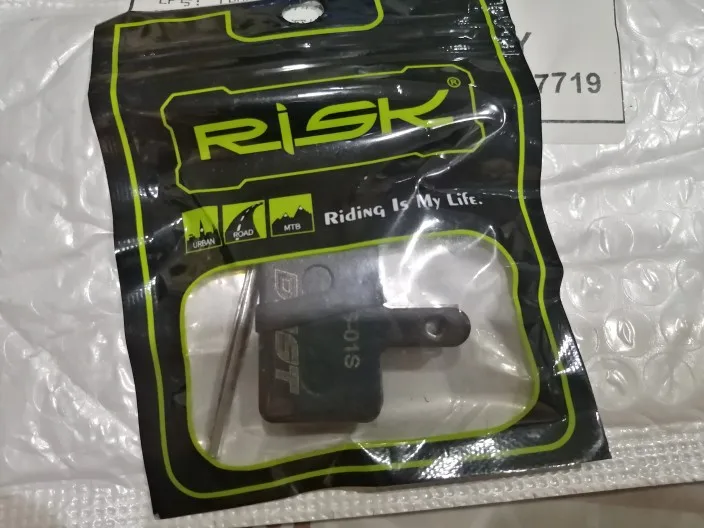 7719
RiSK®
URBAN
ROAD
MTB
Riding Is My Life.
-01S